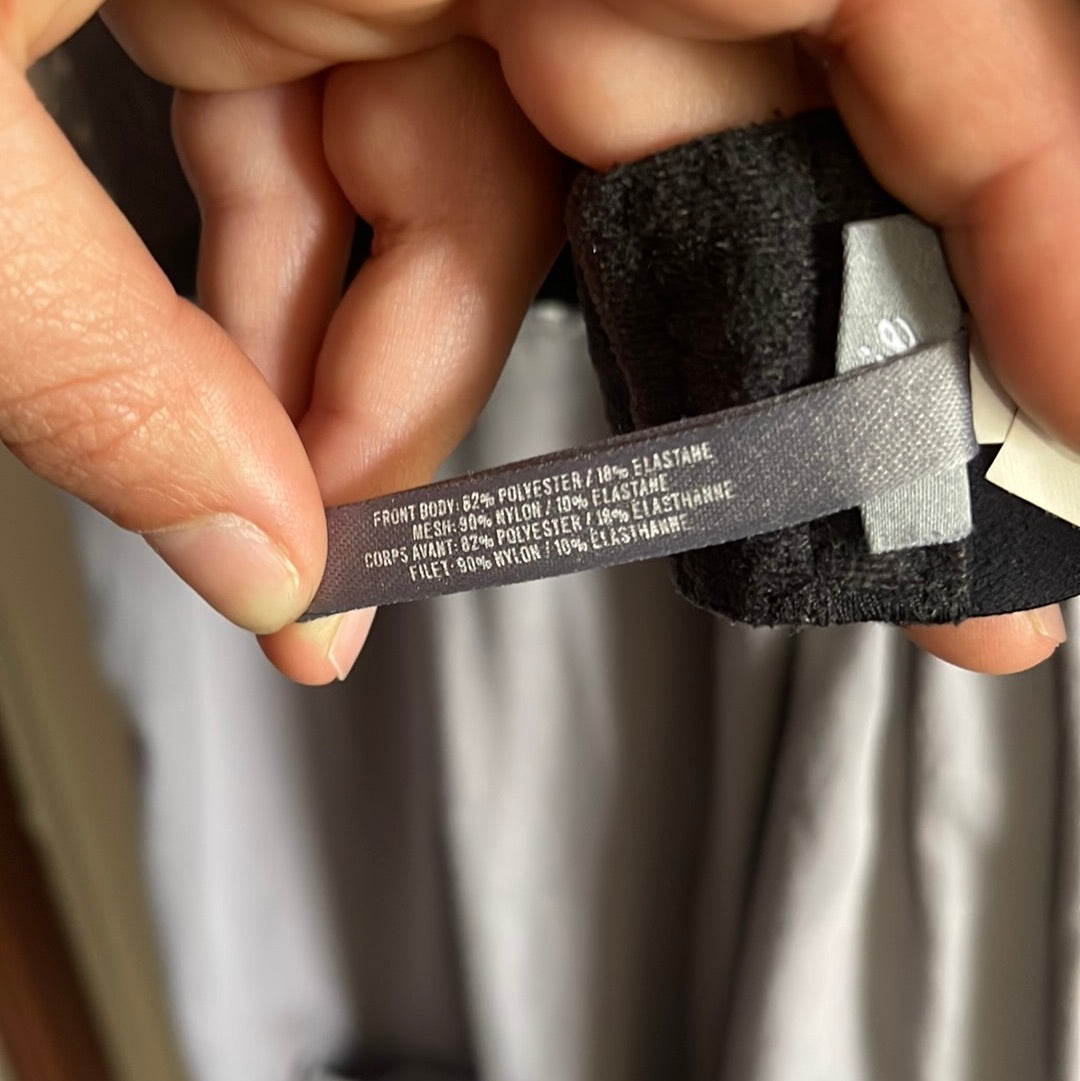 FRONT BODY: 82% POLYESTER / 18% ELASTANE
MESH: 90% NYLON / 10% ELASTANE
CORPS AVANT: 82% POLYESTER / 18% ELASTHANNE
FILET: 90% NYLON / 10% ELASTHANNE